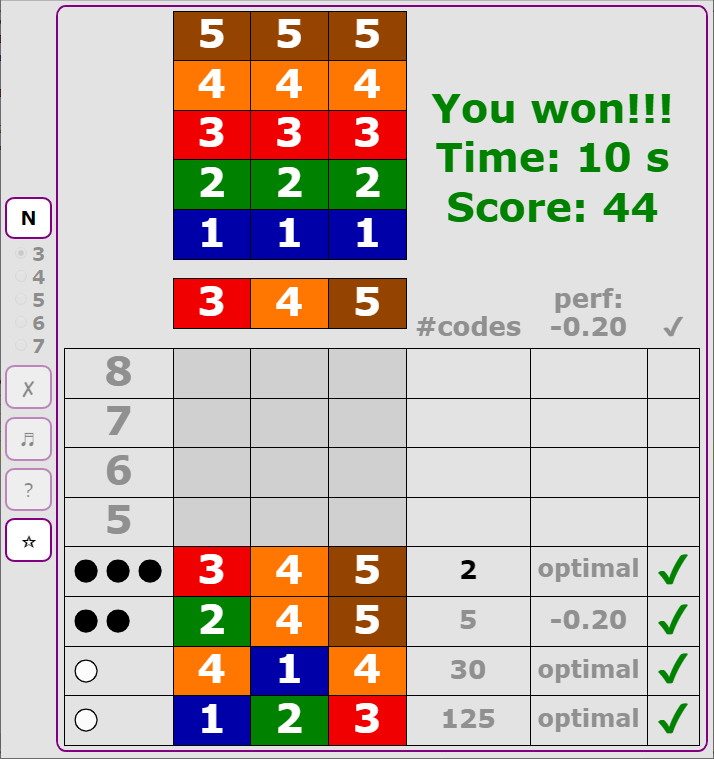 5 5 5
4 4 4
3 3 3
2 2 2
1 1 1
You won!!!
Time: 10 s
Score: 44
N
3
4
5
6
7
✗
♬
?
☆
3 4 5
#codes
perf:
-0.20
✓
8
7
6
5
3 4 5 2 optimal ✓
2 4 5 5 -0.20 ✓
4 1 4 30 optimal ✓
1 2 3 125 optimal ✓